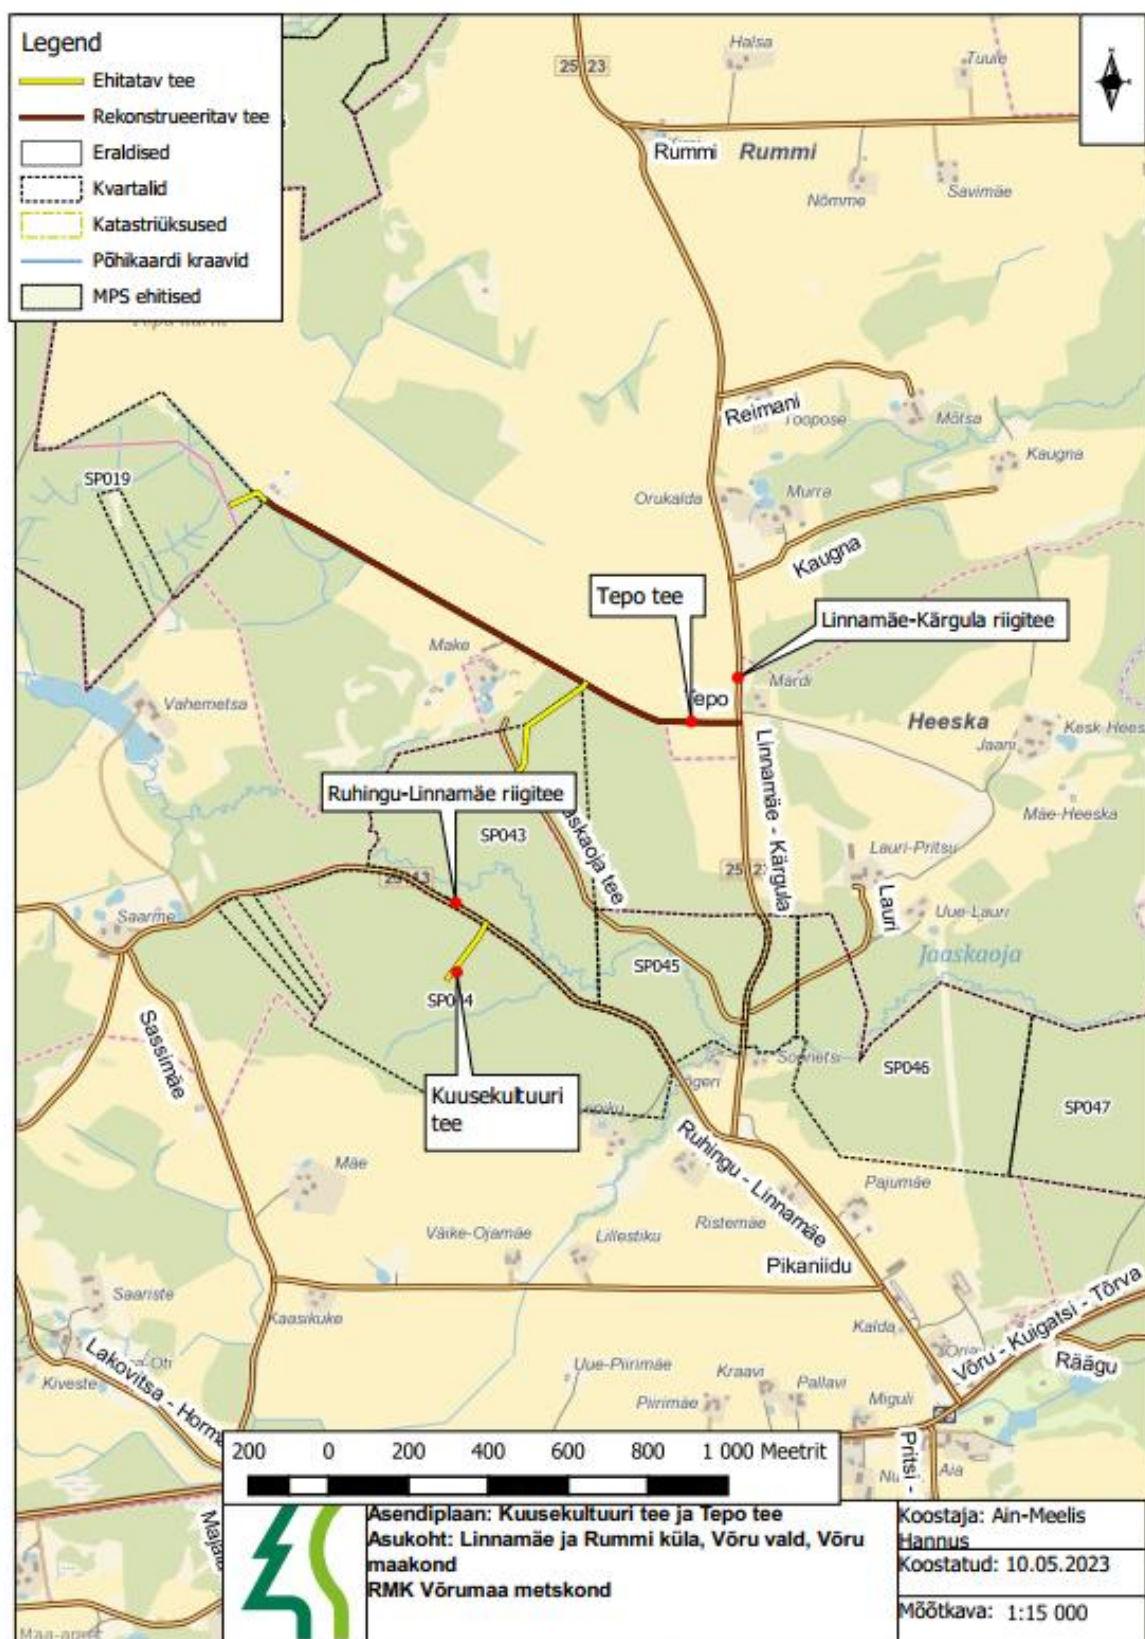 Legend
Ehitatav tee
Rekonstrueeritav tee
Eraldised
Kvartalid
Katastriüksused
Põhikaardi kraavid
MPS ehitised
Halsa
Tuule
25 23
Rummi
Rummi
Nõmme
Savimäe
Reimani
Toopose
Mõtsa
Kaugna
SP019
Orukalda
Murra
Kaugna
Tepo tee
Linnamäe-Kärgula riigitee
Make
Vahemetsa
Tepo
Mardi
Heeska
Kesk-Hees
Jaani
Mäe-Heeska
Ruhingu-Linnamäe riigitee
SP043
askaoja tee
Linnamäe - Kärgula
Lauri-Pritsu
Lauri
Uue-Lauri
Saarme
Jaaskaoja
SP045
Sassimäe
Kuusekultuuri
tee
SP046
SP047
Ruhingu - Linnamäe
Mäe
Pajumäe
Väike-Ojamäe
Lillestiku
Ristemäe
Pikaniidu
Saariste
Kaasikuke
Kalda
Võru - Kuigatsi - Tõrva
Räägu
Kiveste
Lakovitsa - Horma
Uue-Piirimäe
Kraavi
Pallavi
Piirimäe
Miguli
Pritsi -
Aia
200 0 200 400 600 800 1 000 Meetrit
Asendiplaan: Kuusekultuuri tee ja Tepo tee
Asukoht: Linnamäe ja Rummi küla, Võru vald, Võru
maakond
RMK Võrumaa metskond
Koostaja: Ain-Meelis
Hannus
Koostatud: 10.05.2023
Mõõtkava: 1:15 000